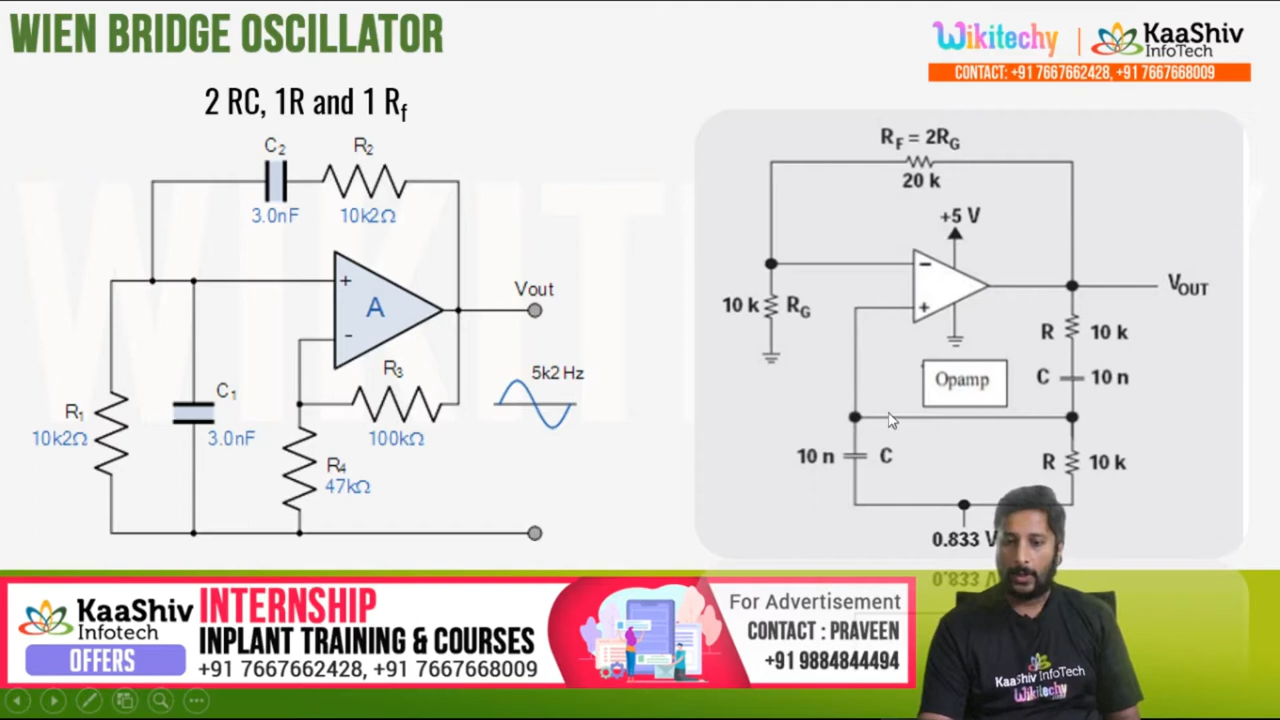 WIEN BRIDGE OSCILLATOR
Wikitechy
KaaShiv
InfoTech
CONTACT: +91 7667662428, +91 7667668009
2 RC, 1R and 1 Rf
C2
R2
3.0nF
10k2Ω
+
A
-
Vout
5k2 Hz
R3
100kΩ
C1
3.0nF
R1
10k2Ω
R4
47kΩ
RF = 2RG
20 k
+5 V
−
+
10 k
RG
VOUT
R
10 k
C
10 n
Opamp
10 n
C
R
10 k
0.833 V
0.833 V
KaaShiv
Infotech
OFFERS
INTERNSHIP
INPLANT TRAINING & COURSES
+91 7667662428, +91 7667668009
For Advertisement
CONTACT : PRAVEEN
+91 9884844494
KaaShiv InfoTech
Wikitechy